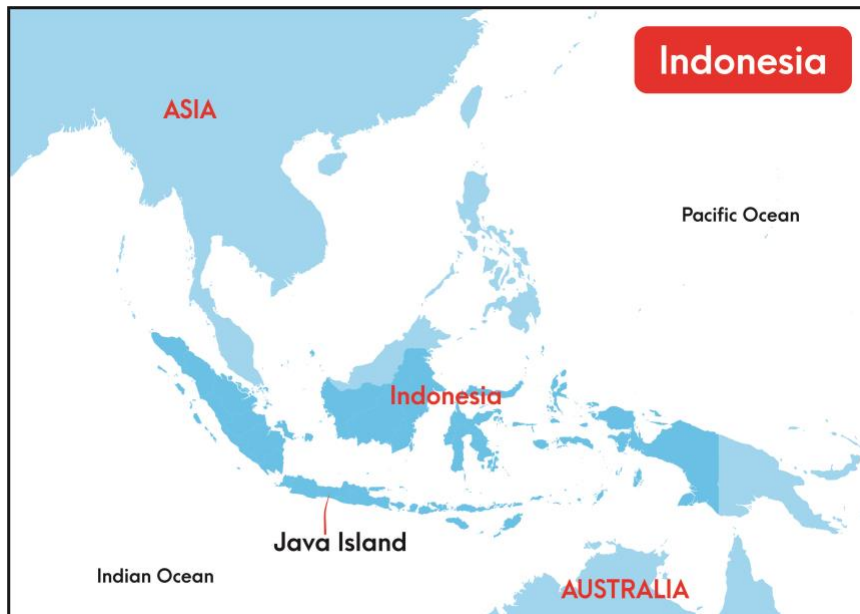 Indonesia
ASIA
Pacific Ocean
Indonesia
Java Island
Indian Ocean
AUSTRALIA